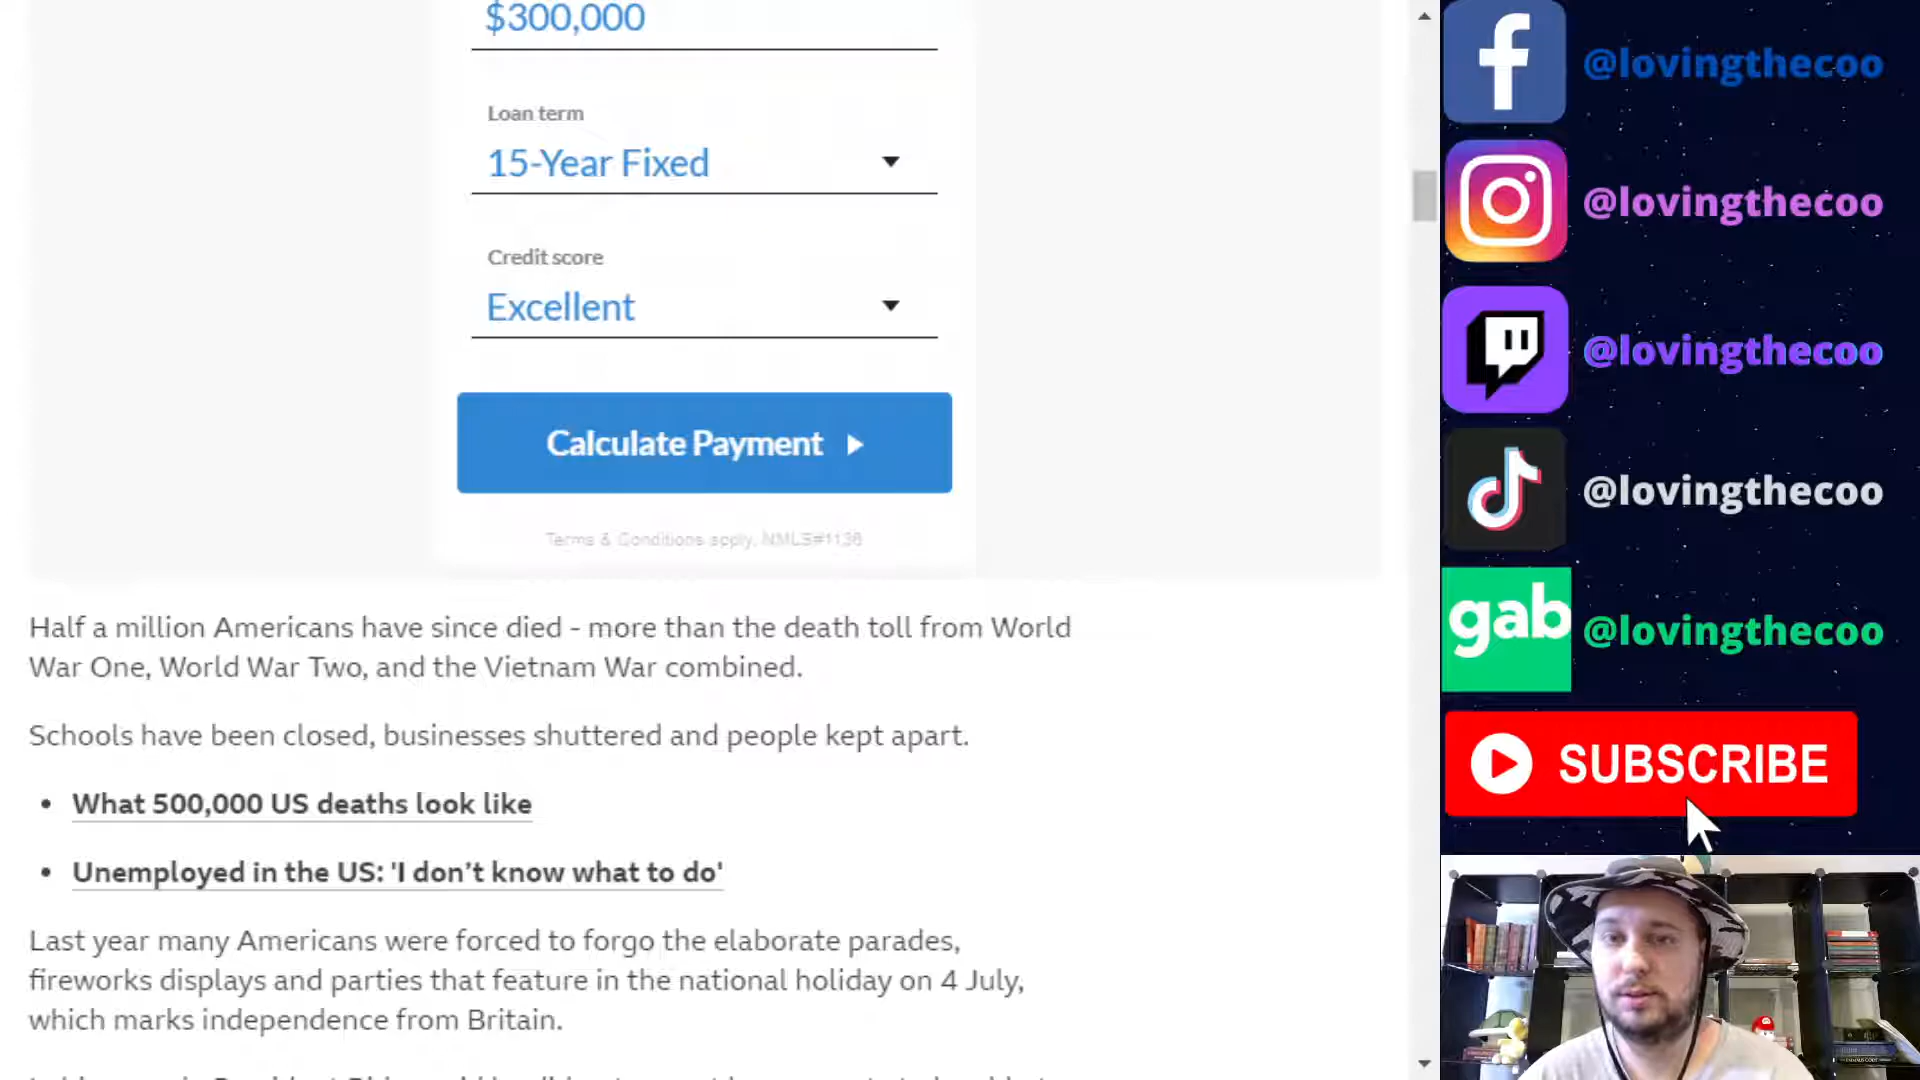 $300,000
Loan term
15-Year Fixed
Credit score
Excellent
Calculate Payment
Terms & Conditions apply. NMLS#1136
Half a million Americans have since died - more than the death toll from World
War One, World War Two, and the Vietnam War combined.
Schools have been closed, businesses shuttered and people kept apart.
• What 500,000 US deaths look like
• Unemployed in the US: 'I don’t know what to do'
Last year many Americans were forced to forgo the elaborate parades,
fireworks displays and parties that feature in the national holiday on 4 July,
which marks independence from Britain.
@lovingthecoo
@lovingthecoo
@lovingthecoo
@lovingthecoo
gab @lovingthecoo
SUBSCRIBE